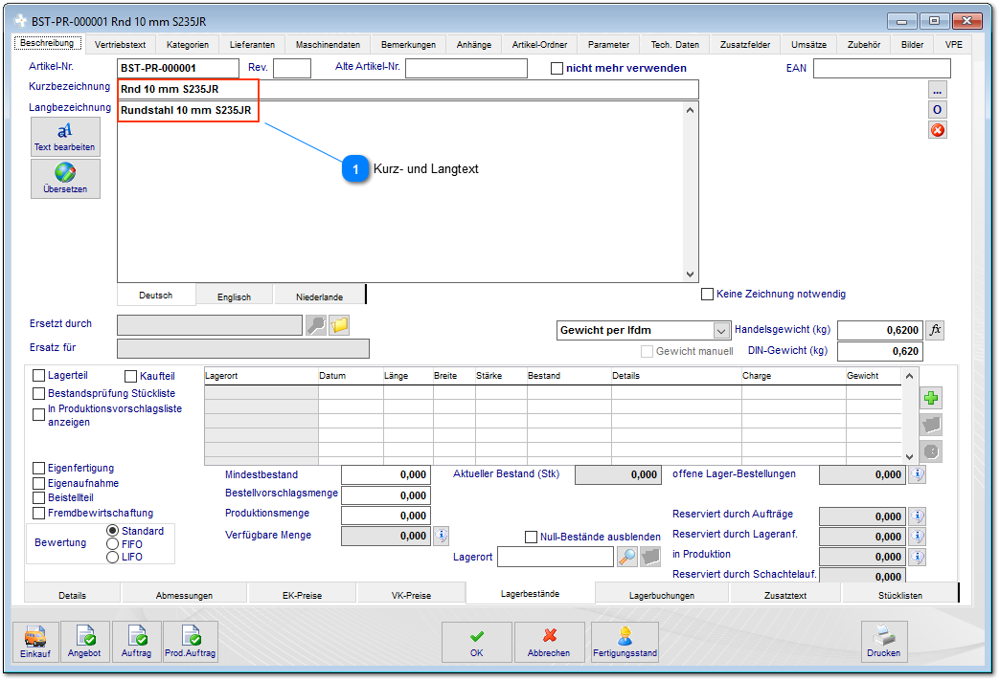 BST-PR-000001 Rnd 10 mm S235JR
Beschreibung Vertriebstext Kategorien Lieferanten Maschinendaten Bemerkungen Anhänge Artikel-Ordner Parameter Tech. Daten Zusatzfelder Umsätze Zubehör Bilder VPE
Artikel-Nr. BST-PR-000001 Rev. Alte Artikel-Nr. nicht mehr verwenden EAN
Kurzbezeichnung Rnd 10 mm S235JR ...
Langbezeichnung Rundstahl 10 mm S235JR O
aA
Text bearbeiten
Übersetzen
1 Kurz- und Langtext
Deutsch Englisch Niederlande Keine Zeichnung notwendig
Ersetzt durch Gewicht per lfdm Handelsgewicht (kg) 0,6200 fx
Ersatz für Gewicht manuell DIN-Gewicht (kg) 0,620
Lagerteil Kaufteil Lagerort Datum Länge Breite Stärke Bestand Details Charge Gewicht
Bestandsprüfung Stückliste
In Produktionsvorschlagsliste
anzeigen
Eigenfertigung Mindestbestand 0,000 Aktueller Bestand (Stk) 0,000 offene Lager-Bestellungen 0,000
Eigenaufnahme Bestellvorschlagsmenge 0,000
Beistellteil
Fremdbewirtschaftung Produktionsmenge 0,000 Reserviert durch Aufträge 0,000
Bewertung Standard Verfügbare Menge 0,000 Null-Bestände ausblenden Reserviert durch Lageranf. 0,000
FIFO
LIFO Lagerort in Produktion 0,000
Reserviert durch Schachtelauf. 0,000
Details Abmessungen EK-Preise VK-Preise Lagerbestände Lagerbuchungen Zusatztext Stücklisten
Einkauf Angebot Auftrag Prod.Auftrag OK Abbrechen Fertigungsstand Drucken